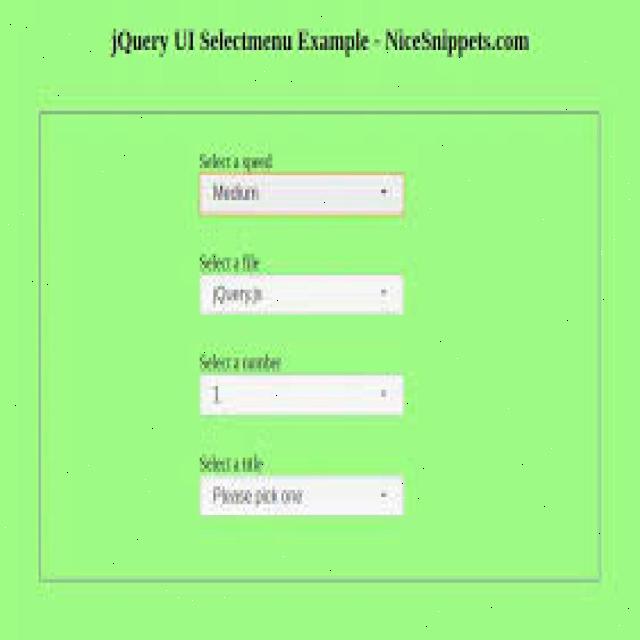 jQuery UI Selectmenu Example - NiceSnippets.com
Select a speed
Medium
Select a file
jQuery.js
Select a number
1
Select a title
Please pick one